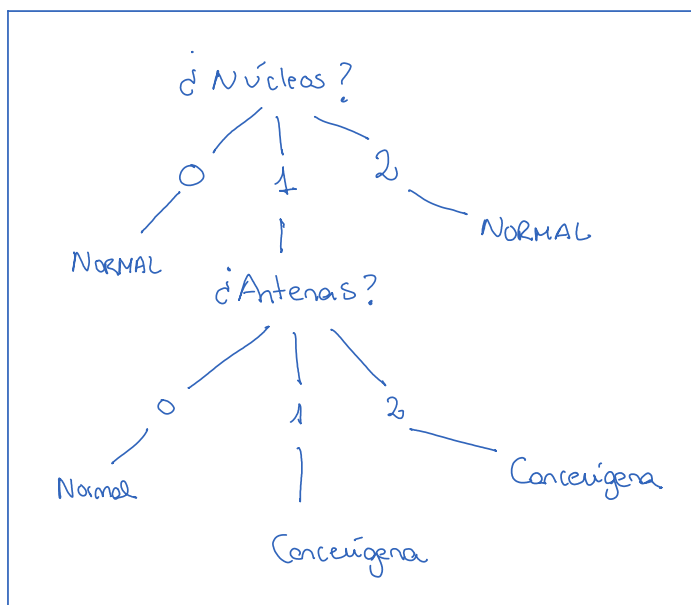 ¿Núcleos?
0
1
2
NORMAL
NORMAL
¿Antenas?
0
1
2
Normal
Cancerígena
Cancerígena